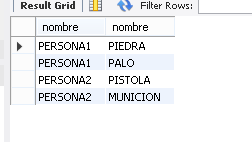 Result Grid Filter Rows:
nombre nombre
PERSONA1 PIEDRA
PERSONA1 PALO
PERSONA2 PISTOLA
PERSONA2 MUNICION